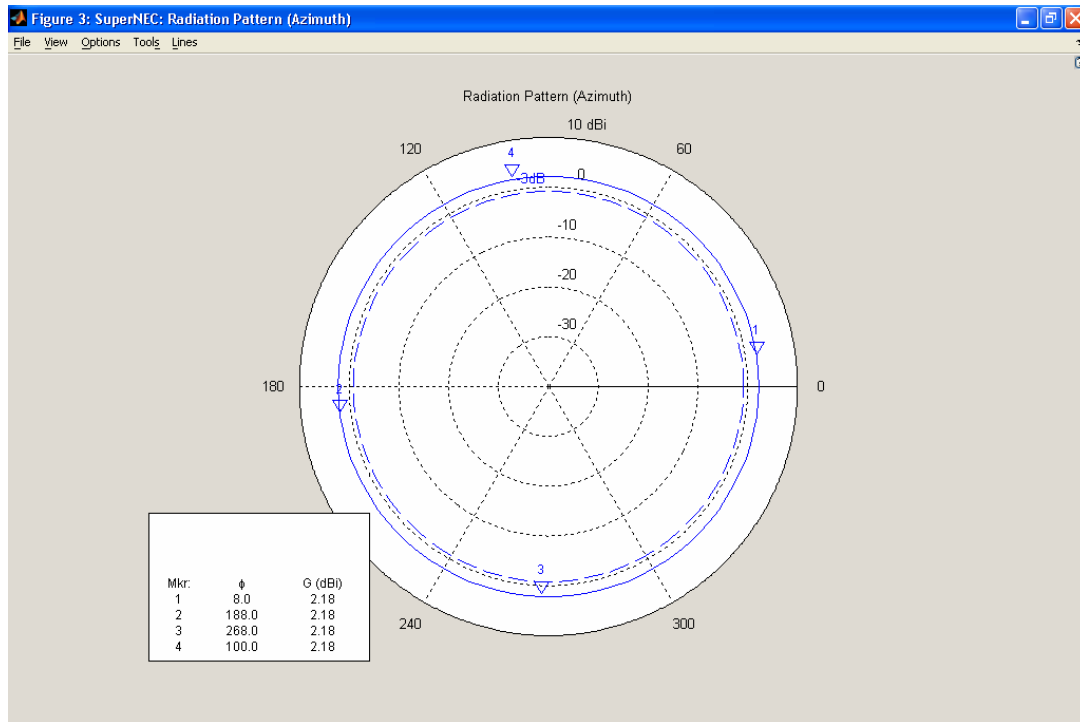 Figure 3: SuperNEC: Radiation Pattern (Azimuth)
File View Options Tools Lines
Radiation Pattern (Azimuth)
10 dBi
120
4
60
-3dB
0
-10
-20
-30
1
180
2
0
3
240
300
Mkr: ϕ G (dBi)
1 8.0 2.18
2 188.0 2.18
3 268.0 2.18
4 100.0 2.18